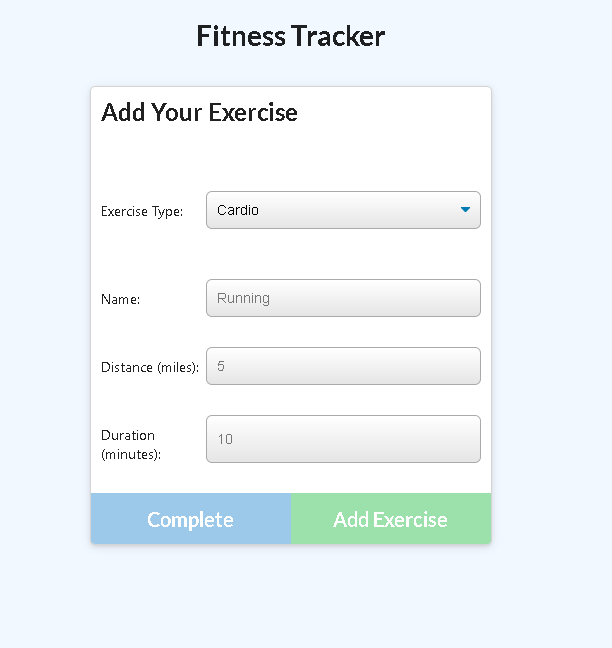 Fitness Tracker
Add Your Exercise
Exercise Type: Cardio
Name: Running
Distance (miles): 5
Duration
(minutes): 10
Complete Add Exercise